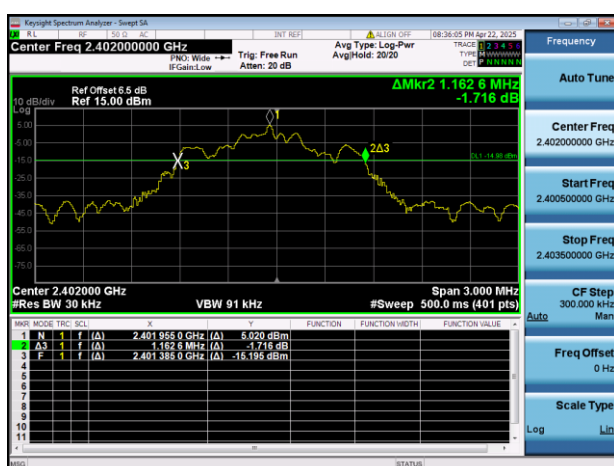 Keysight Spectrum Analyzer - Swept SA
RL RF 50 Ω AC INT REF ALIGN OFF 08:36:05 PM Apr 22, 2025
Center Freq 2.402000000 GHz
PNO: Wide
IFGain:Low
Trig: Free Run
Atten: 20 dB
Avg Type: Log-Pwr
Avg|Hold: 20/20
TRACE 1 2 3 4 5 6
TYPE M W W W W W
DET P N N N N N
Frequency
ΔMkr2 1.162 6 MHz
-1.716 dB
Ref Offset 6.5 dB
Ref 15.00 dBm
10 dB/div
Log
5.00
-5.00
-15.0
-25.0
-35.0
-45.0
-55.0
-65.0
-75.0
1
2Δ3
3
DL1 -14.98 dBm
Center 2.402000 GHz
#Res BW 30 kHz
VBW 91 kHz
Span 3.000 MHz
#Sweep 500.0 ms (401 pts)
MKR MODE TRC SCL X Y FUNCTION FUNCTION WIDTH FUNCTION VALUE
1 N 1 f (Δ) 2.401 955 0 GHz (Δ) 5.020 dBm
2 Δ3 1 f (Δ) 1.162 6 MHz (Δ) -1.716 dB
3 F 1 f (Δ) 2.401 385 0 GHz -15.195 dBm
4
5
6
7
8
9
10
11
MSG
STATUS
Auto Tune
Center Freq
2.402000000 GHz
Start Freq
2.400500000 GHz
Stop Freq
2.403500000 GHz
CF Step
300.000 kHz
Auto Man
Freq Offset
0 Hz
Scale Type
Log Lin